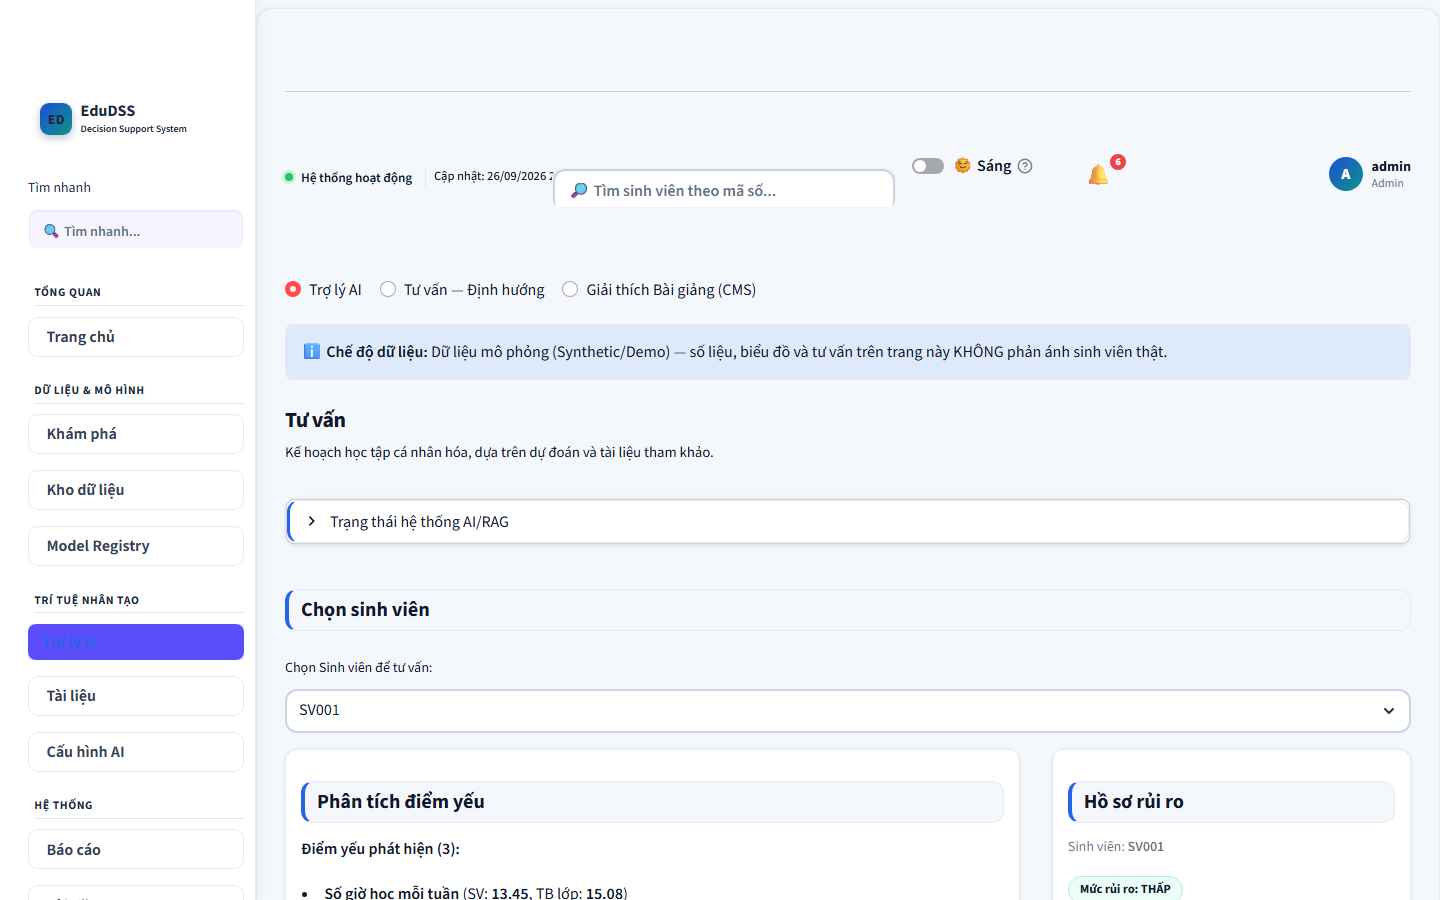 ED
EduDSS
Decision Support System
Tìm nhanh
Tìm nhanh...
TỔNG QUAN
Trang chủ
DỮ LIỆU & MÔ HÌNH
Khám phá
Kho dữ liệu
Model Registry
TRÍ TUỆ NHÂN TẠO
Trợ lý AI
Tài liệu
Cấu hình AI
HỆ THỐNG
Báo cáo
Hệ thống hoạt động
Cập nhật: 26/09/2026
Tìm sinh viên theo mã số...
Sáng
6
A
admin
Admin
Trợ lý AI
Tư vấn — Định hướng
Giải thích Bài giảng (CMS)
Chế độ dữ liệu: Dữ liệu mô phỏng (Synthetic/Demo) — số liệu, biểu đồ và tư vấn trên trang này KHÔNG phản ánh sinh viên thật.
Tư vấn
Kế hoạch học tập cá nhân hóa, dựa trên dự đoán và tài liệu tham khảo.
Trạng thái hệ thống AI/RAG
Chọn sinh viên
Chọn Sinh viên để tư vấn:
SV001
Phân tích điểm yếu
Điểm yếu phát hiện (3):
Số giờ học mỗi tuần (SV: 13.45, TB lớp: 15.08)
Hồ sơ rủi ro
Sinh viên: SV001
Mức rủi ro: THẤP